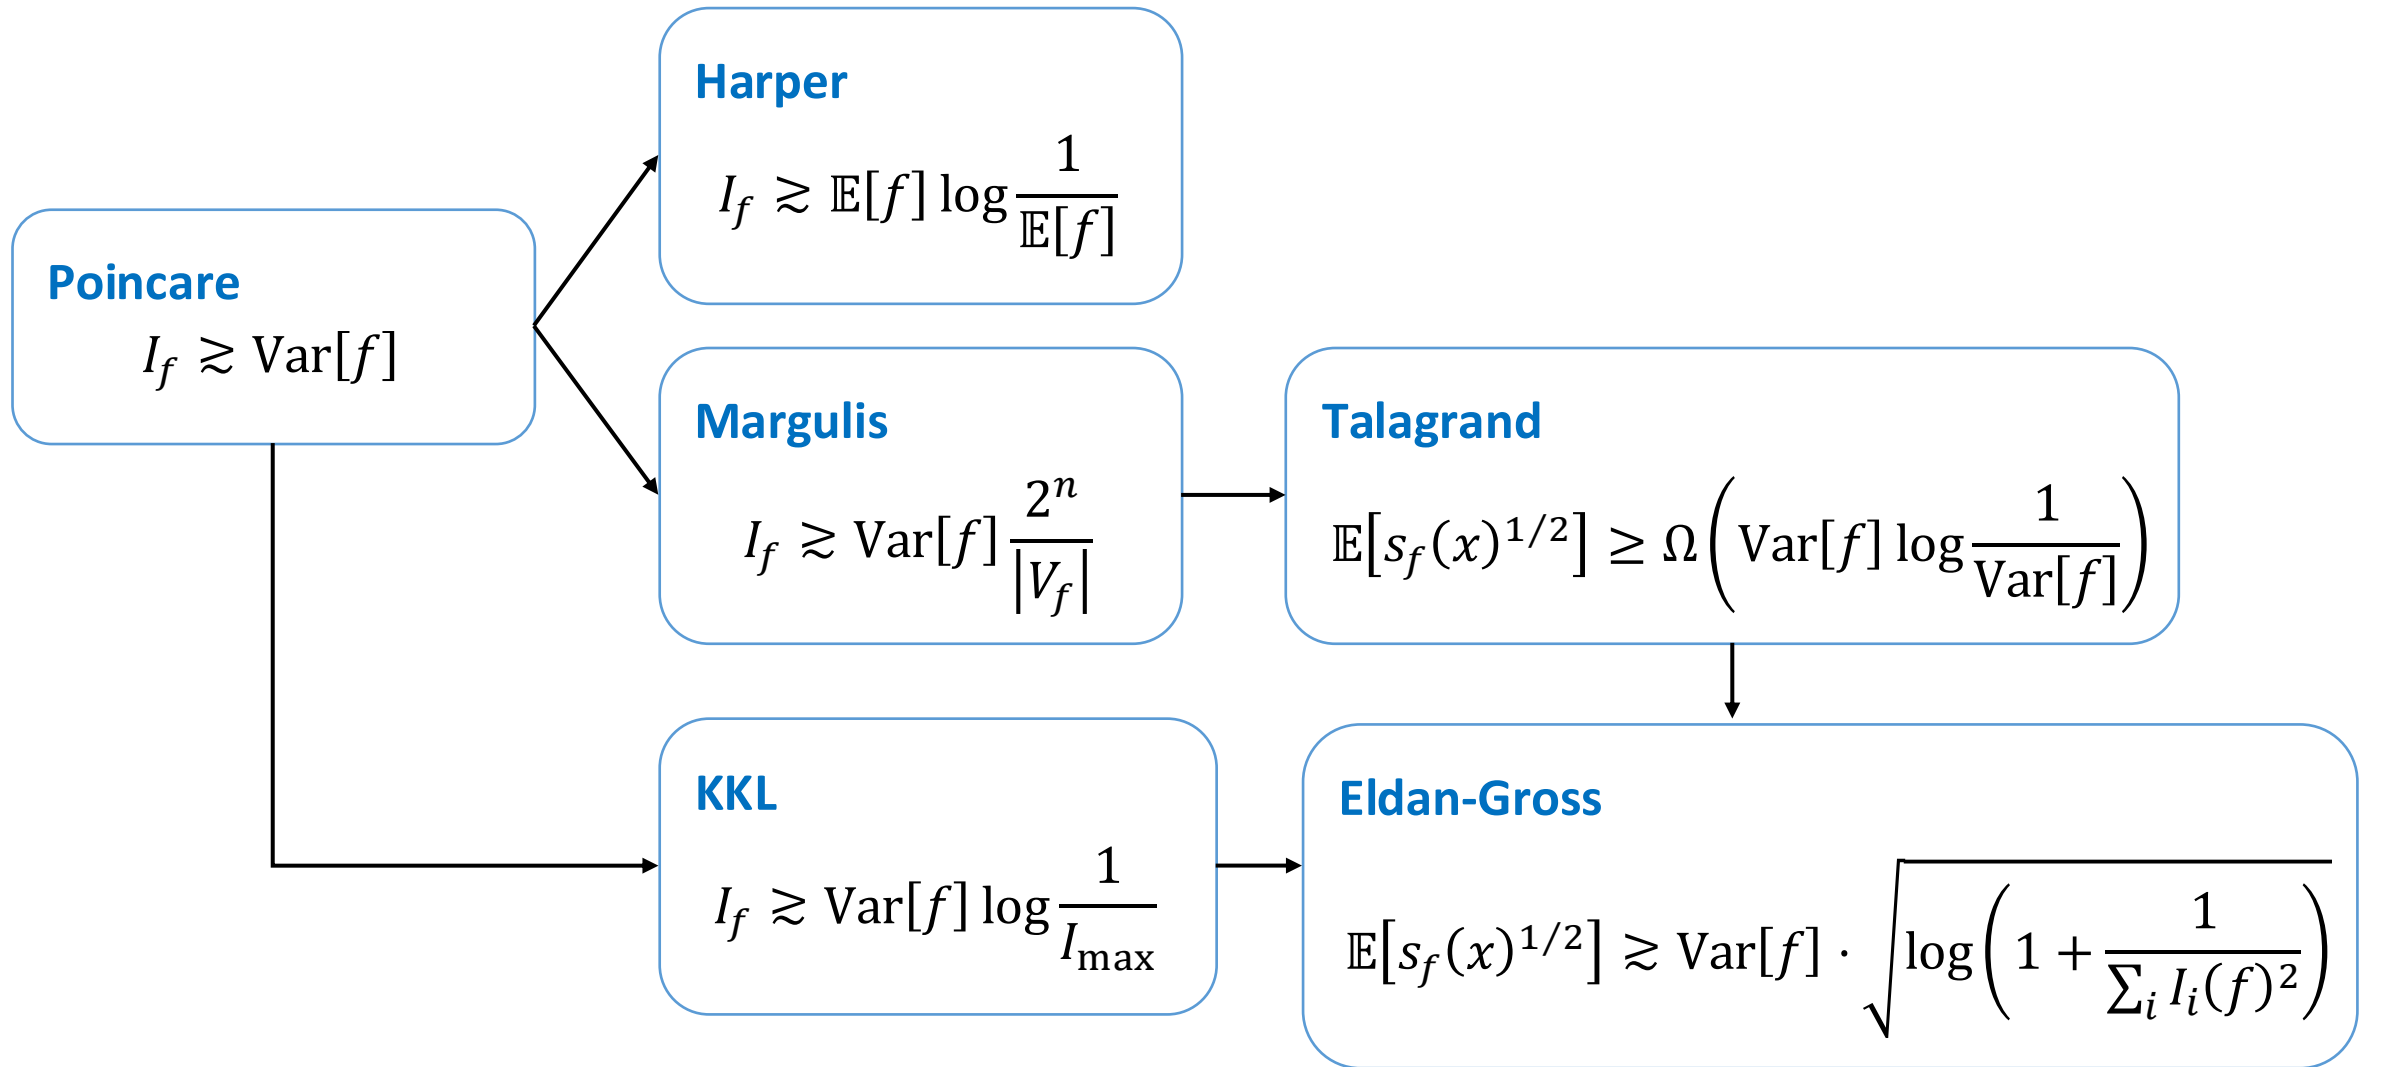 Harper
I_f ≳ 𝔼[f] log 1/𝔼[f]
Poincare
I_f ≳ Var[f]
Margulis
I_f ≳ Var[f] 2^n/|V_f|
Talagrand
𝔼[s_f(x)^{1/2}] ≥ Ω(Var[f] log 1/Var[f])
KKL
I_f ≳ Var[f] log 1/I_max
Eldan-Gross
𝔼[s_f(x)^{1/2}] ≳ Var[f] · √log(1 + 1/∑_i I_i(f)^2)